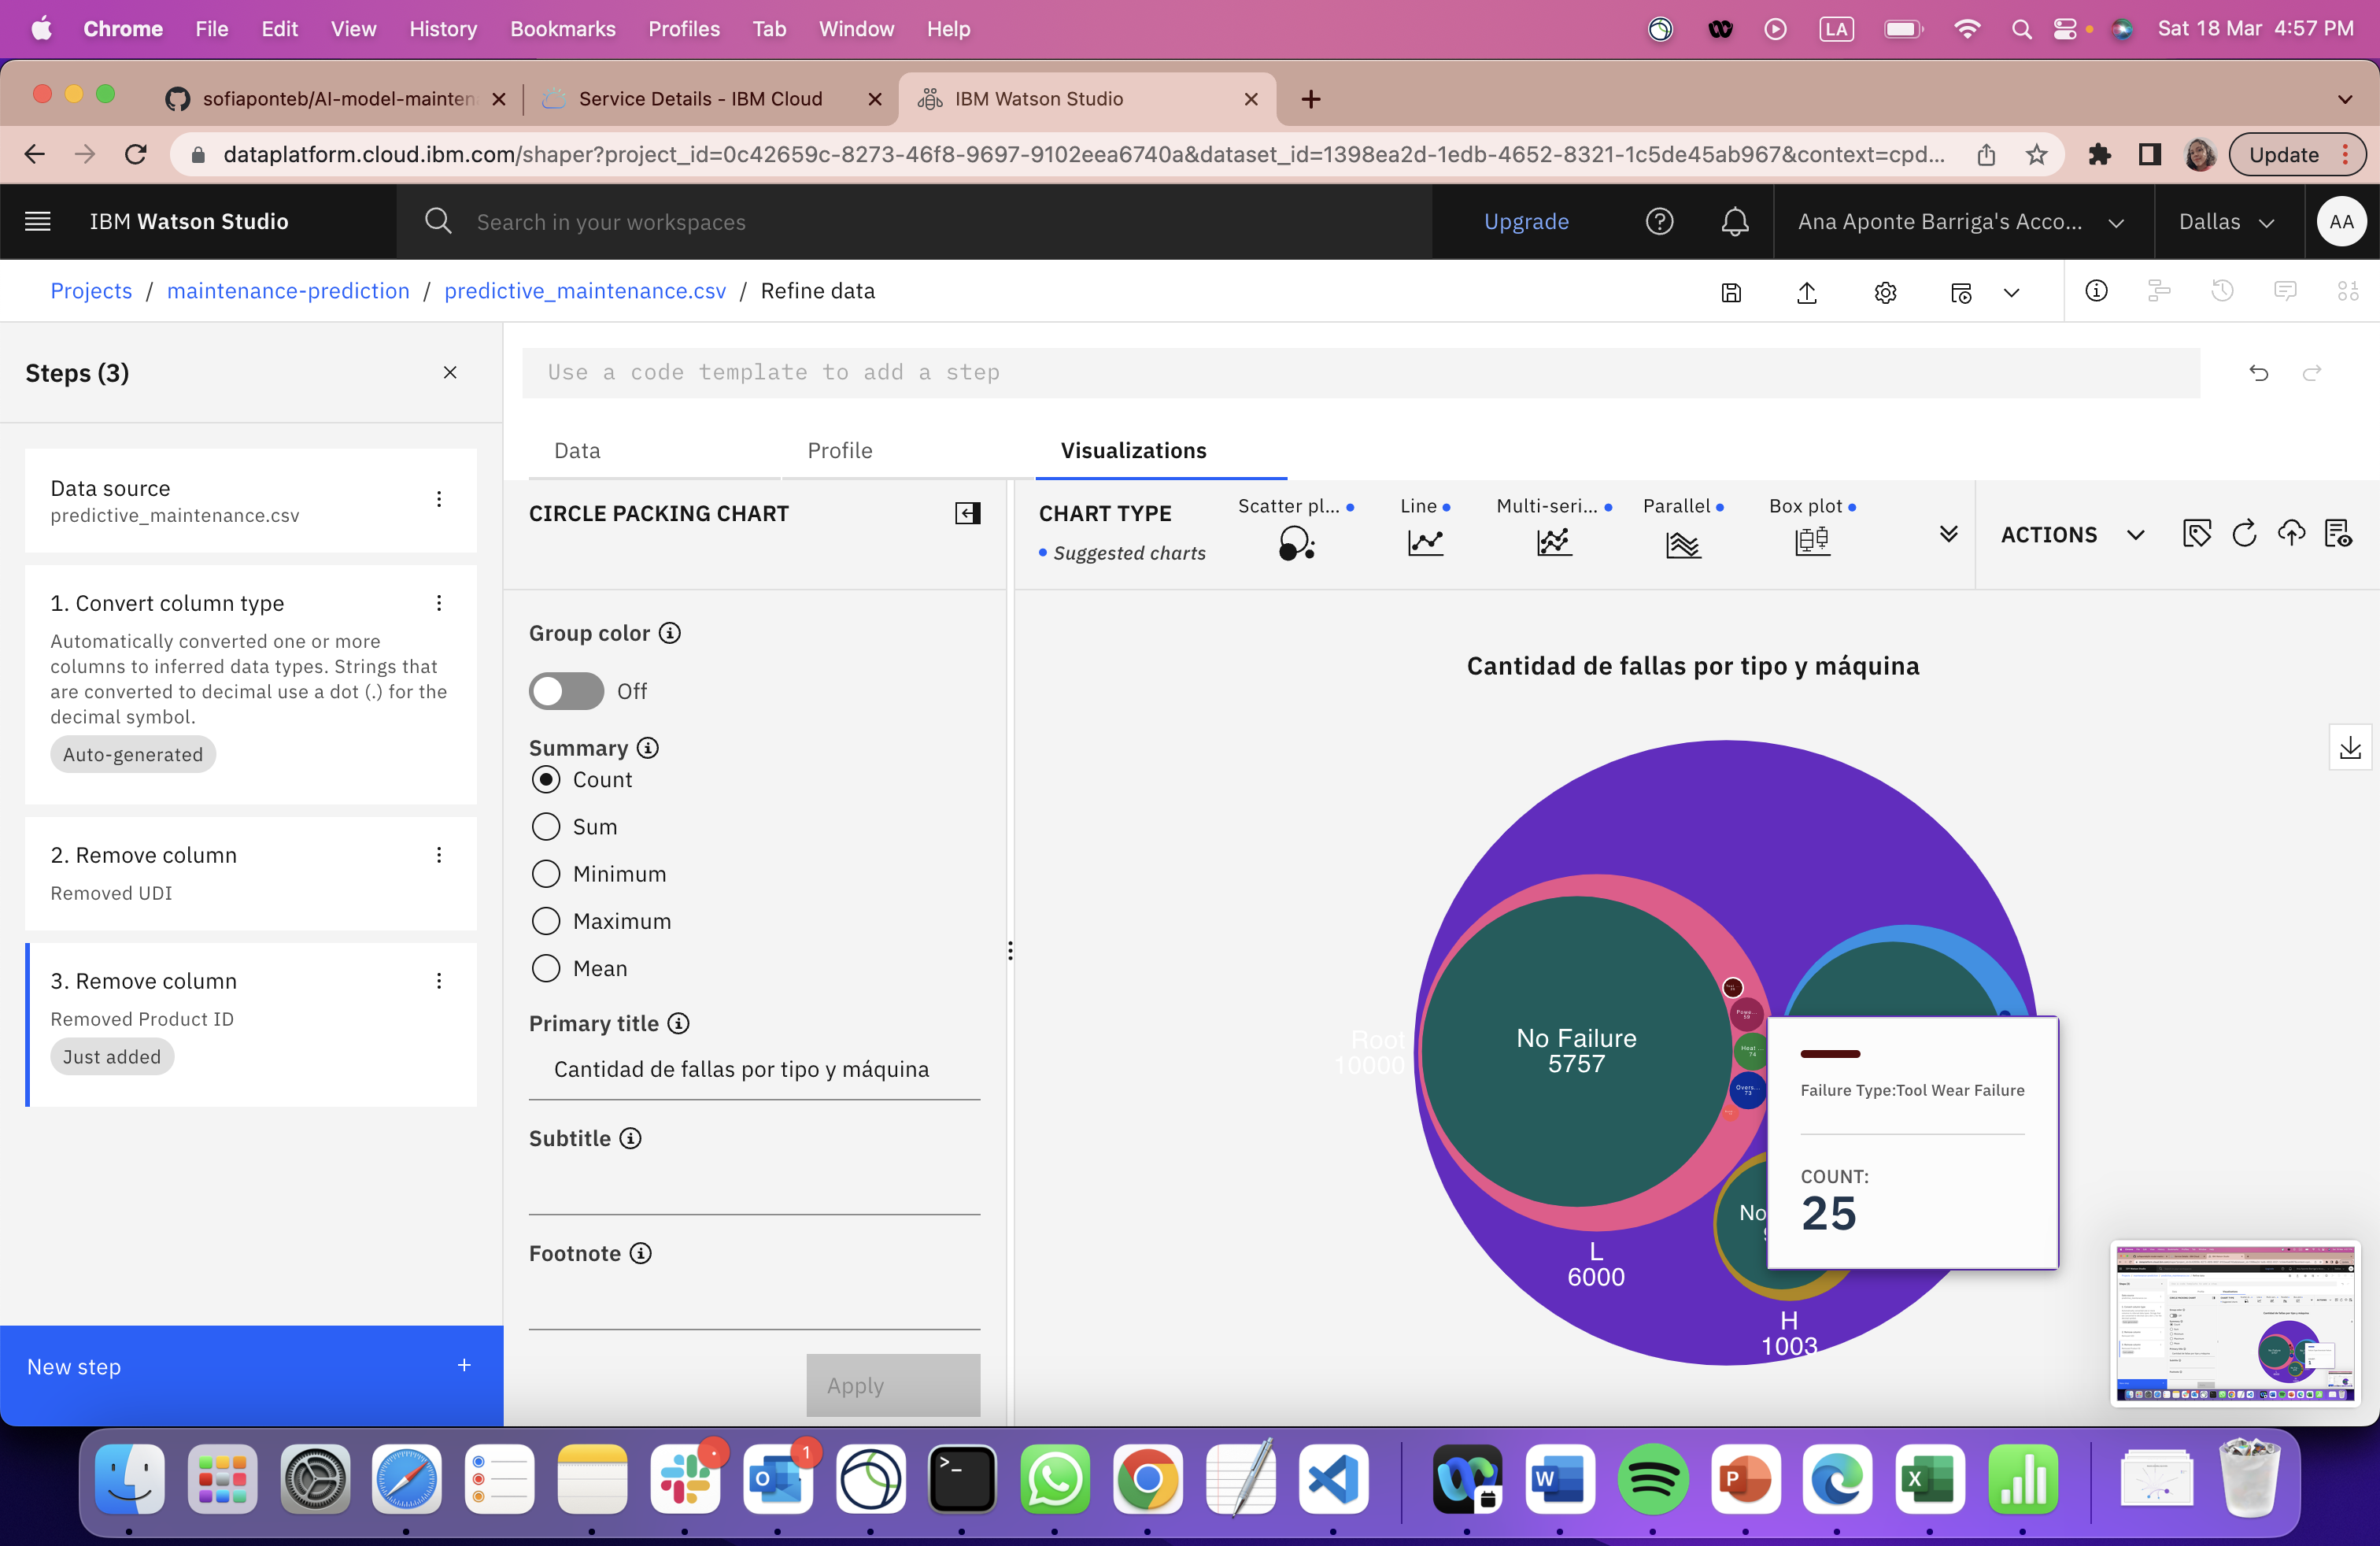 Chrome File Edit View History Bookmarks Profiles Tab Window Help
LA
Sat 18 Mar 4:57 PM
sofiaponteb/AI-model-mainten
Service Details - IBM Cloud
IBM Watson Studio
dataplatform.cloud.ibm.com/shaper?project_id=0c42659c-8273-46f8-9697-9102eea6740a&dataset_id=1398ea2d-1edb-4652-8321-1c5de45ab967&context=cpd...
Update
IBM Watson Studio
Search in your workspaces
Upgrade
Ana Aponte Barriga's Acco...
Dallas
AA
Projects / maintenance-prediction / predictive_maintenance.csv / Refine data
Steps (3)
Use a code template to add a step
Data source
predictive_maintenance.csv
1. Convert column type
Automatically converted one or more
columns to inferred data types. Strings that
are converted to decimal use a dot (.) for the
decimal symbol.
Auto-generated
2. Remove column
Removed UDI
3. Remove column
Removed Product ID
Just added
New step
Data
Profile
Visualizations
CIRCLE PACKING CHART
CHART TYPE
Suggested charts
Scatter pl...
Line
Multi-seri...
Parallel
Box plot
ACTIONS
Group color
Off
Summary
Count
Sum
Minimum
Maximum
Mean
Primary title
Cantidad de fallas por tipo y máquina
Subtitle
Footnote
Apply
Cantidad de fallas por tipo y máquina
Root
10000
No Failure
5757
Powe...
59
Heat ...
74
Overs...
73
No
L
6000
H
1003
Failure Type:Tool Wear Failure
COUNT:
25
1